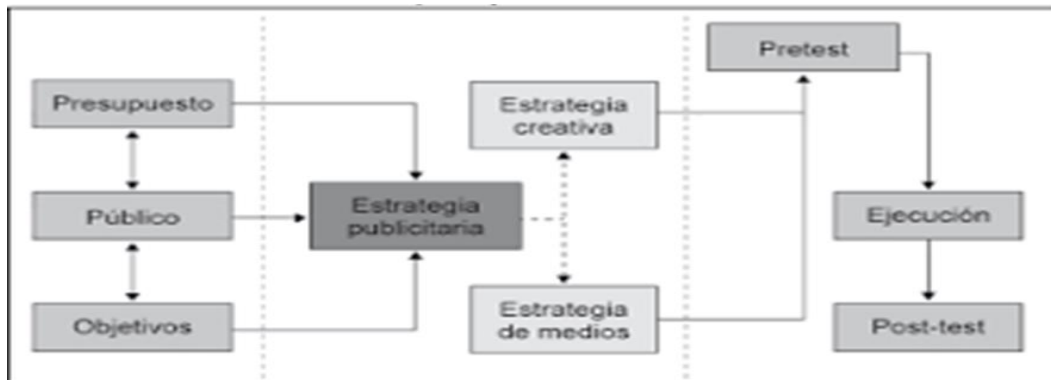 Presupuesto
Público
Objetivos
Estrategia
publicitaria
Estrategia
creativa
Estrategia
de medios
Pretest
Ejecución
Post-test